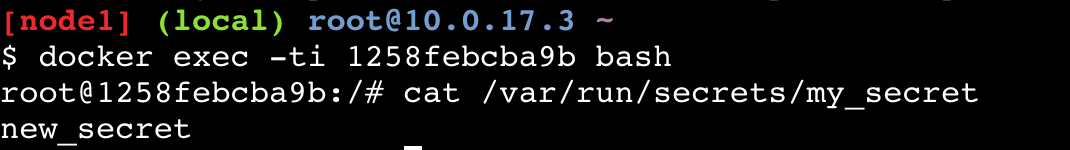 [node1] (local) root@10.0.17.3 ~
$ docker exec -ti 1258febcba9b bash
root@1258febcba9b:/# cat /var/run/secrets/my_secret
new_secret